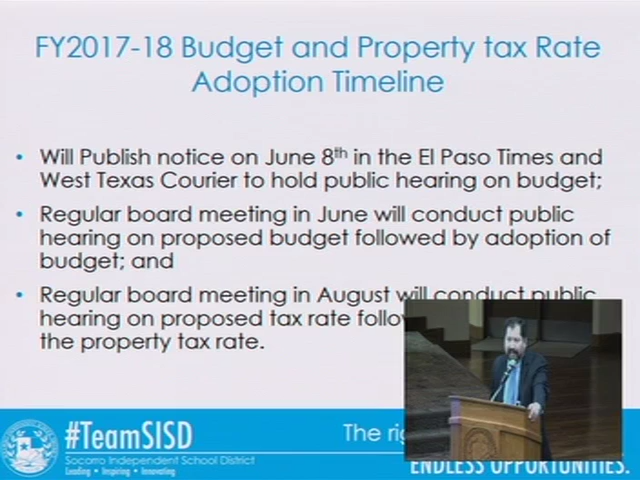 FY2017-18 Budget and Property tax Rate
Adoption Timeline
• Will Publish notice on June 8th in the El Paso Times and
West Texas Courier to hold public hearing on budget;
• Regular board meeting in June will conduct public
hearing on proposed budget followed by adoption of
budget; and
• Regular board meeting in August will conduct public
hearing on proposed tax rate
the property tax rate.
#TeamSISD
Socorro Independent School District
Leading • Inspiring • Innovating
The
ENDLESS OPPORTUNITIES.